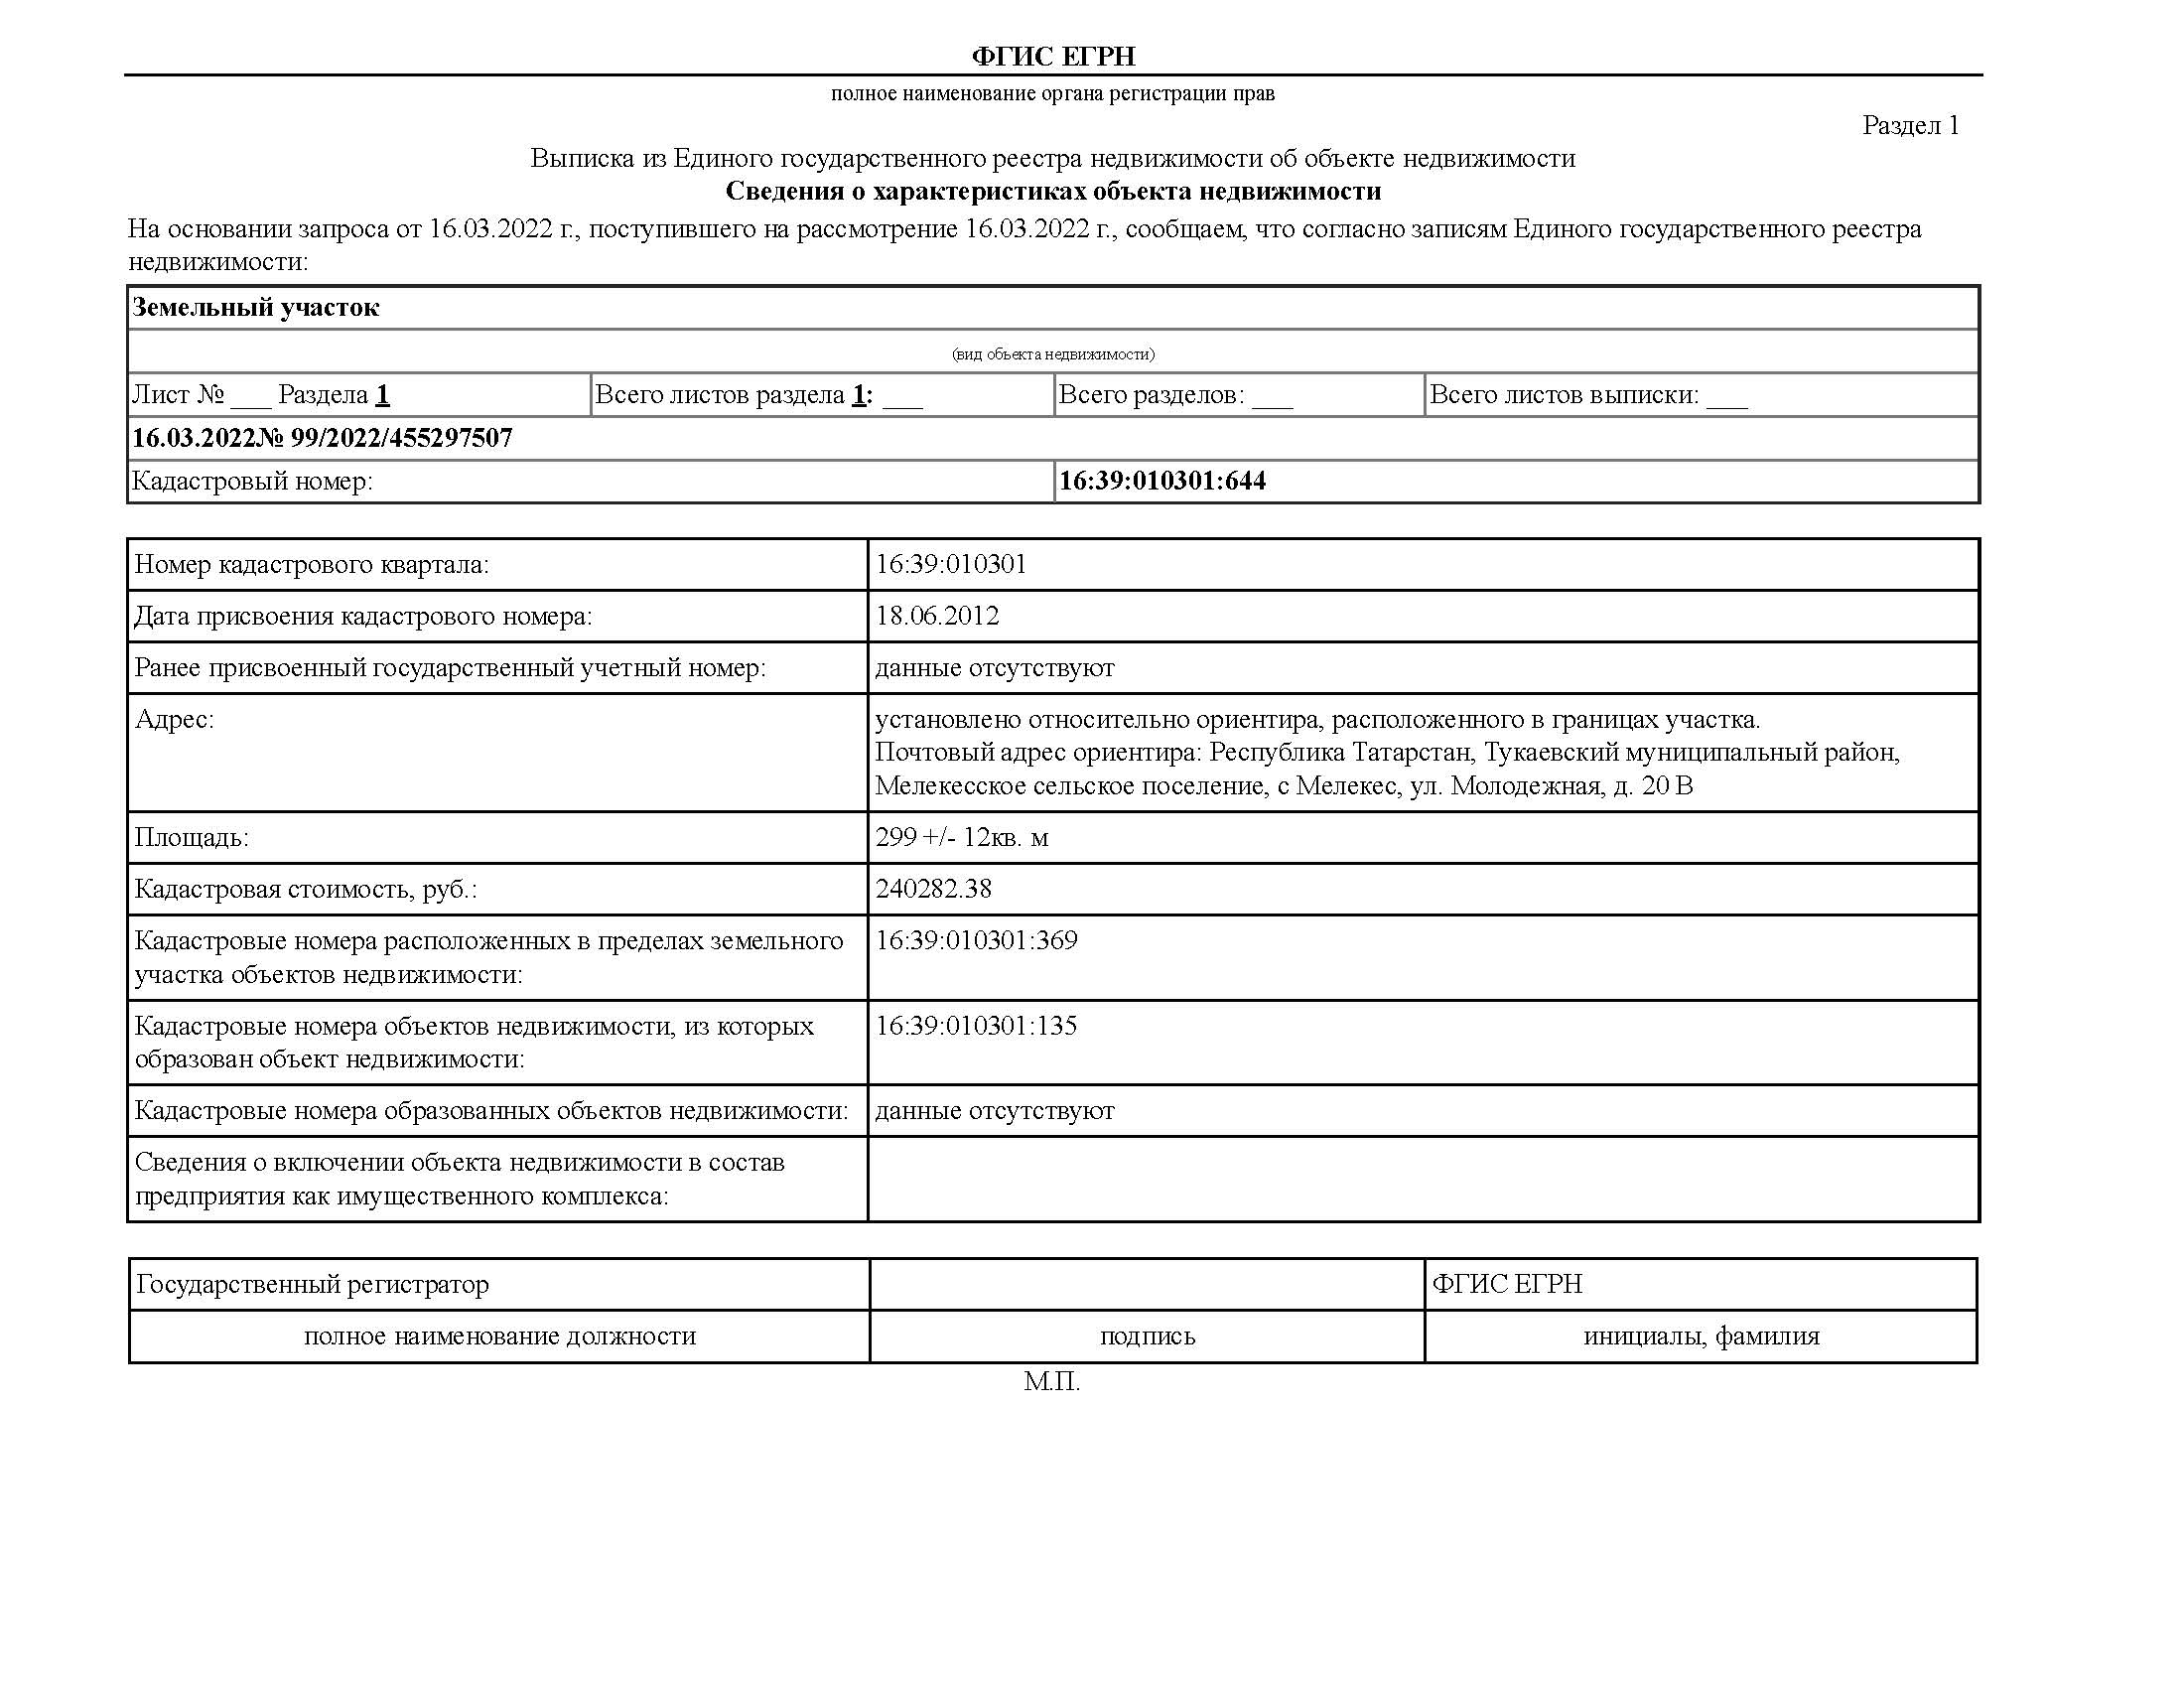 ФГИС ЕГРН
полное наименование органа регистрации прав
Раздел 1
Выписка из Единого государственного реестра недвижимости об объекте недвижимости
Сведения о характеристиках объекта недвижимости
На основании запроса от 16.03.2022 г., поступившего на рассмотрение 16.03.2022 г., сообщаем, что согласно записям Единого государственного реестра
недвижимости:
Земельный участок
(вид объекта недвижимости)
Лист № ___ Раздела 1 Всего листов раздела 1: ___ Всего разделов: ___ Всего листов выписки: ___
16.03.2022№ 99/2022/455297507
Кадастровый номер: 16:39:010301:644
Номер кадастрового квартала: 16:39:010301
Дата присвоения кадастрового номера: 18.06.2012
Ранее присвоенный государственный учетный номер: данные отсутствуют
Адрес: установлено относительно ориентира, расположенного в границах участка.
Почтовый адрес ориентира: Республика Татарстан, Тукаевский муниципальный район,
Мелекесское сельское поселение, с Мелекес, ул. Молодежная, д. 20 В
Площадь: 299 +/- 12кв. м
Кадастровая стоимость, руб.: 240282.38
Кадастровые номера расположенных в пределах земельного 16:39:010301:369
участка объектов недвижимости:
Кадастровые номера объектов недвижимости, из которых 16:39:010301:135
образован объект недвижимости:
Кадастровые номера образованных объектов недвижимости: данные отсутствуют
Сведения о включении объекта недвижимости в состав
предприятия как имущественного комплекса:
Государственный регистратор ФГИС ЕГРН
полное наименование должности подпись инициалы, фамилия
М.П.